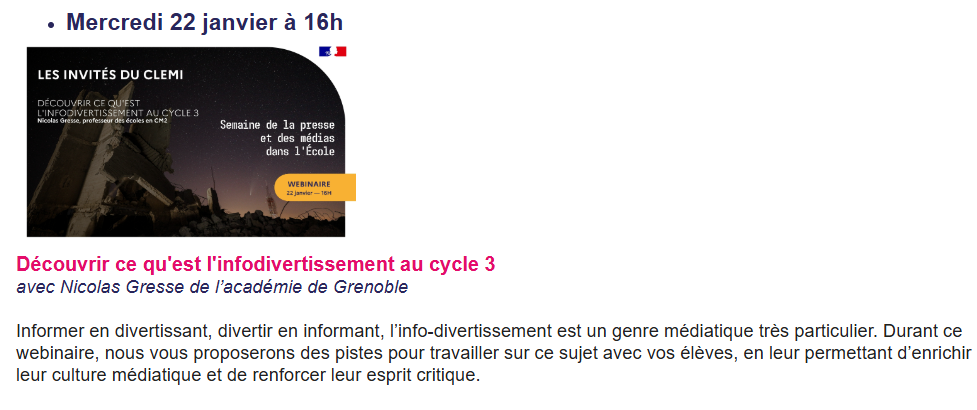 Mercredi 22 janvier à 16h
LES INVITÉS DU CLEMI
DÉCOUVRIR CE QU'EST
L'INFODIVERTISSEMENT AU CYCLE 3
Nicolas Gresse, professeur des écoles en CM2
Semaine de la presse
et des médias
dans l'École
WEBINAIRE
22 janvier — 16H
Découvrir ce qu'est l'infodivertissement au cycle 3
avec Nicolas Gresse de l’académie de Grenoble
Informer en divertissant, divertir en informant, l’info-divertissement est un genre médiatique très particulier. Durant ce
webinaire, nous vous proposerons des pistes pour travailler sur ce sujet avec vos élèves, en leur permettant d’enrichir
leur culture médiatique et de renforcer leur esprit critique.